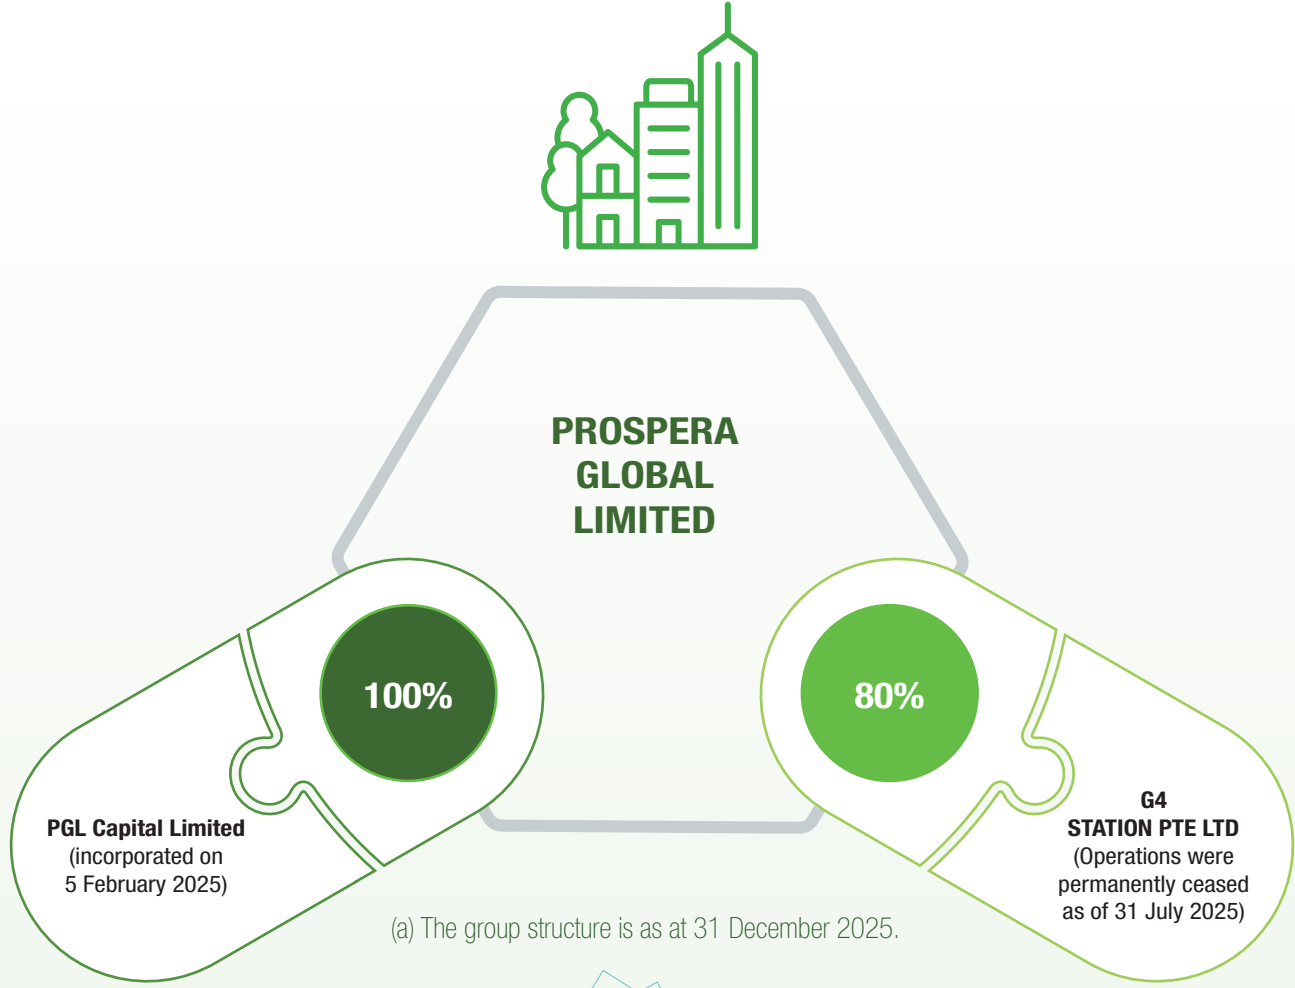 PROSPERA
GLOBAL
LIMITED
100%
80%
PGL Capital Limited
(incorporated on
5 February 2025)
G4
STATION PTE LTD
(Operations were
permanently ceased
as of 31 July 2025)
(a) The group structure is as at 31 December 2025.